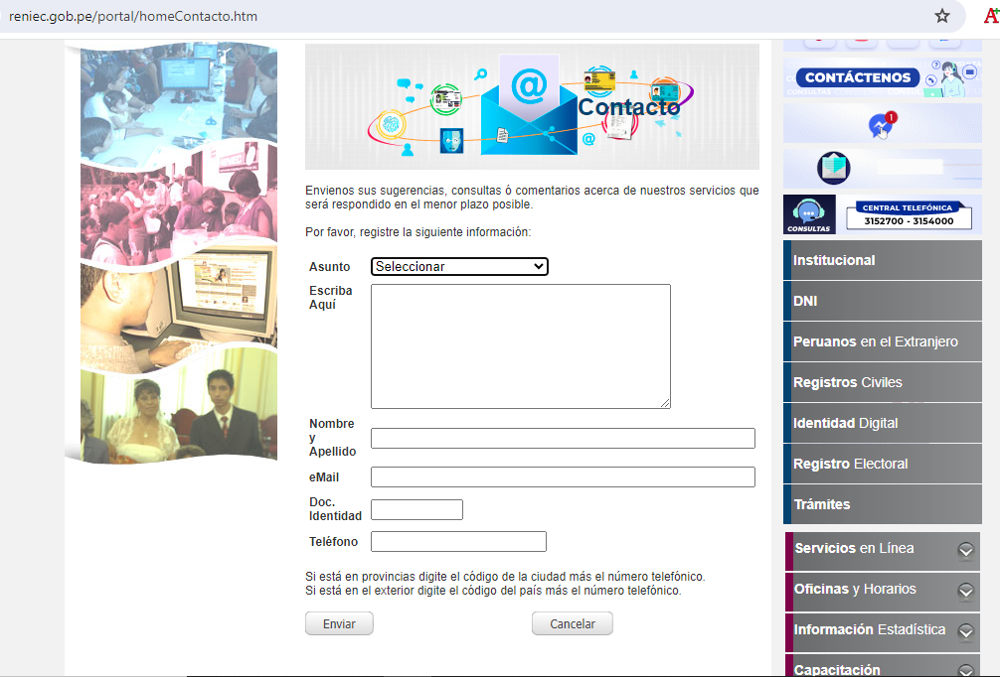 reniec.gob.pe/portal/homeContacto.htm
A+
Contacto
Envienos sus sugerencias, consultas ó comentarios acerca de nuestros servicios que
será respondido en el menor plazo posible.
Por favor, registre la siguiente información:
Asunto
Seleccionar
Escriba
Aquí
Nombre
y
Apellido
eMail
Doc.
Identidad
Teléfono
Si está en provincias digite el código de la ciudad más el número telefónico.
Si está en el exterior digite el código del país más el número telefónico.
Enviar
Cancelar
CONTÁCTENOS
CONSULTAS
1
CONSULTAS
CENTRAL TELEFÓNICA
3152700 - 3154000
Institucional
DNI
Peruanos en el Extranjero
Registros Civiles
Identidad Digital
Registro Electoral
Trámites
Servicios en Línea
Oficinas y Horarios
Información Estadística
Capacitación